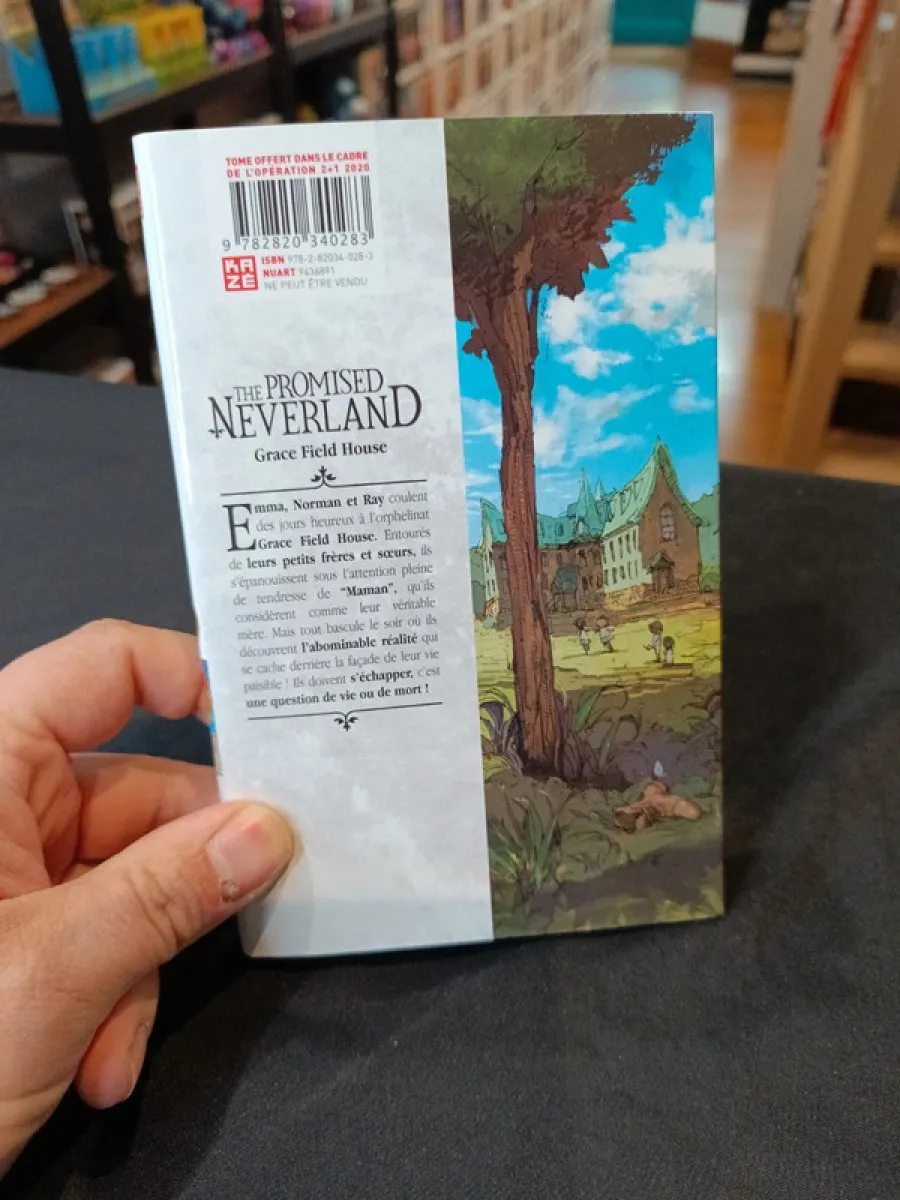 TOME OFFERT DANS LE CADRE
DE L'OPÉRATION 2+1 2020
9 782820 340283
KAZE
ISBN 978-2-82034-028-3
NUART 9436891
NE PEUT ÊTRE VENDU
THE PROMISED
NEVERLAND
Grace Field House
Emma, Norman et Ray coulent
des jours heureux à l'orphelinat
Grace Field House. Entourés
de leurs petits frères et sœurs, ils
s'épanouissent sous l'attention pleine
de tendresse de “Maman”, qu'ils
considèrent comme leur véritable
mère. Mais tout bascule le soir où ils
découvrent l'abominable réalité qui
se cache derrière la façade de leur vie
paisible ! Ils doivent s'échapper, c'est
une question de vie ou de mort !